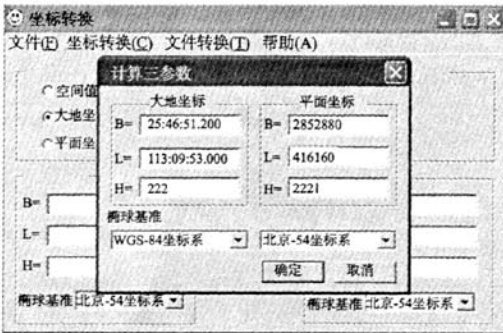 坐标转换
文件(F) 坐标转换(C) 文件转换(T) 帮助(A)
计算三参数
空间值
大地坐
平面坐
大地坐标
平面坐标
B= 25:46:51.200
B= 2852880
L= 113:09:53.000
L= 416160
H= 222
H= 222
椭球基准
WGS-84坐标系
北京-54坐标系
确定
取消
B=
L=
H=
椭球基准 北京-54坐标系
椭球基准 北京-54坐标系